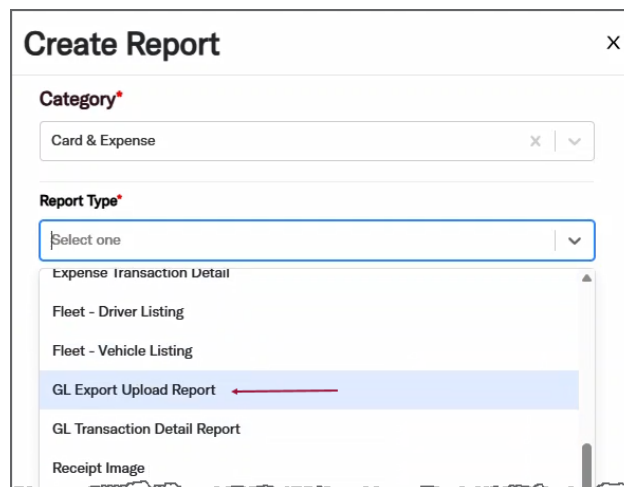 Create Report
X
Category*
Card & Expense
Report Type*
Select one
Expense Transaction Detail
Fleet - Driver Listing
Fleet - Vehicle Listing
GL Export Upload Report
GL Transaction Detail Report
Receipt Image